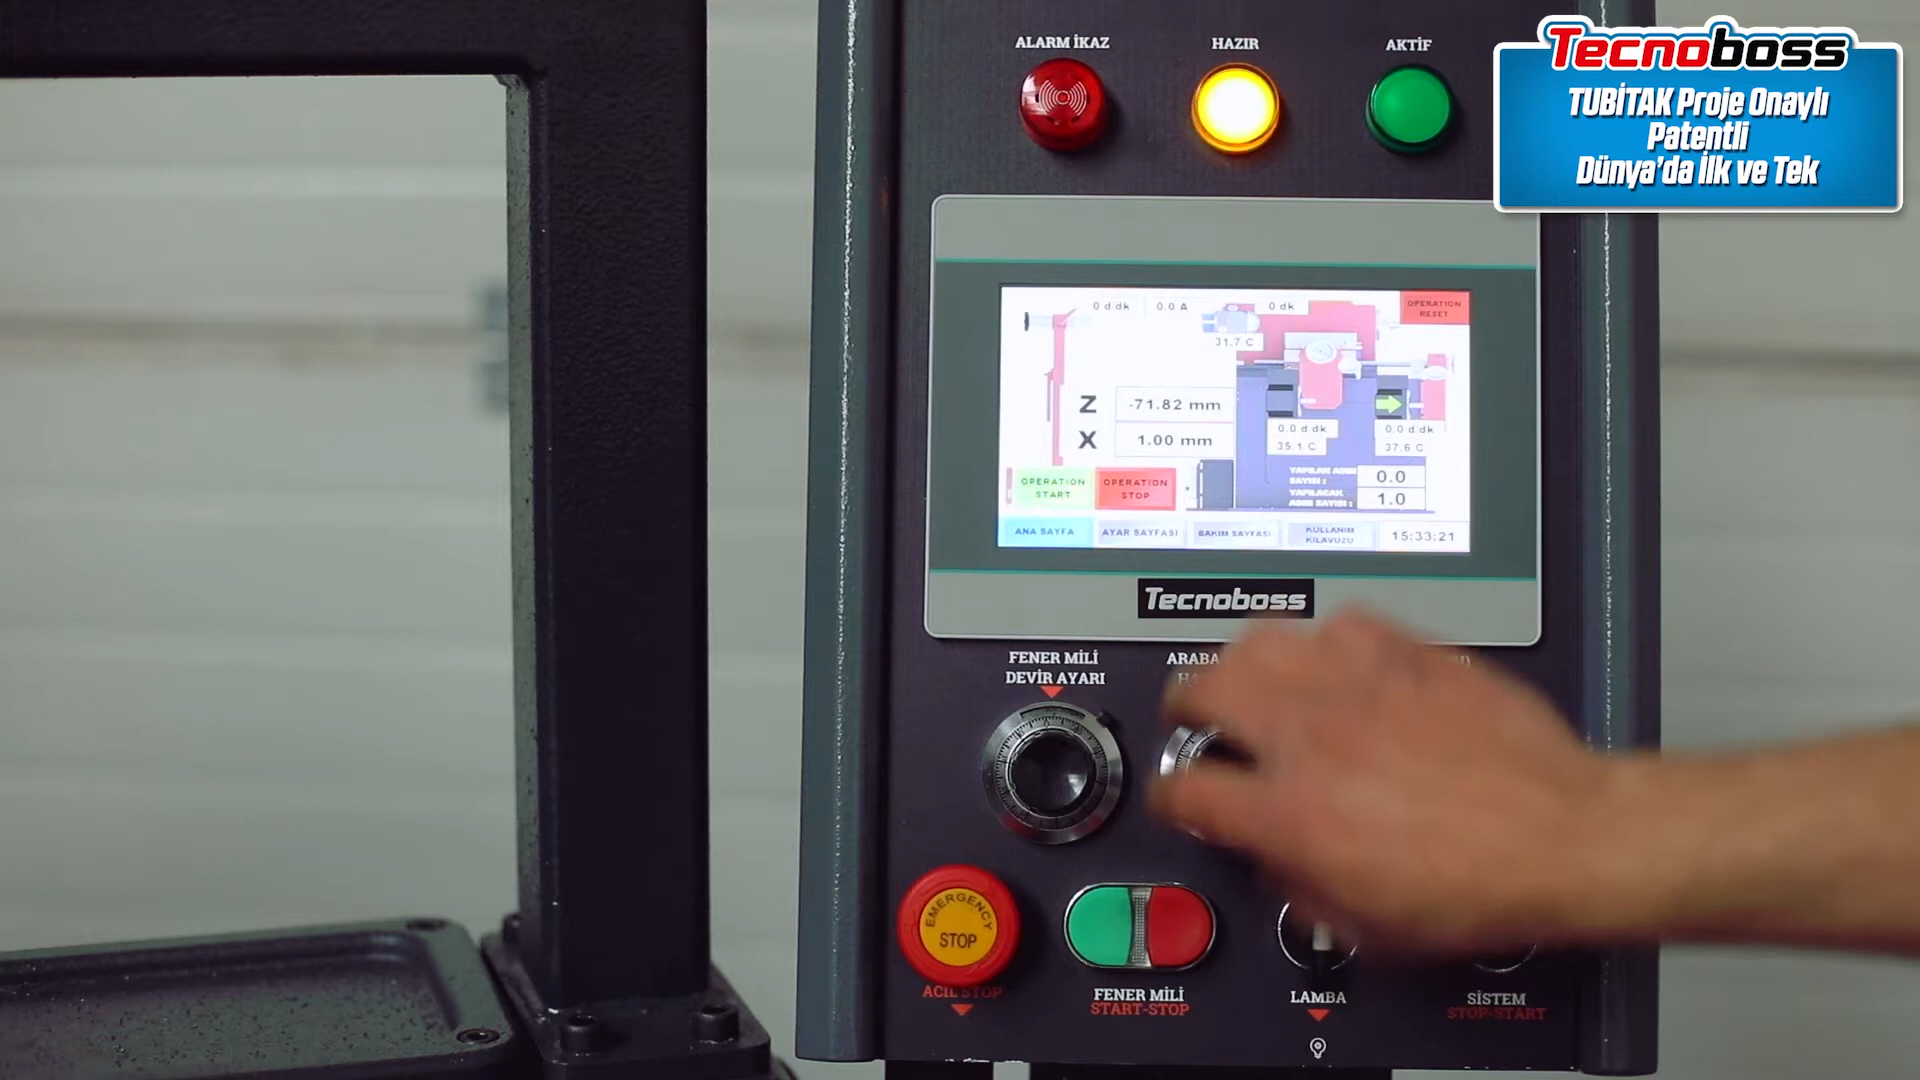 ALARM İKAZ
HAZIR
AKTİF
Tecnoboss
TUBİTAK Proje Onaylı
Patentli
Dünya'da İlk ve Tek
0 d/dk
0.0 A
0 dk
OPERATION
RESET
31.7 C
Z
-71.82 mm
X
1.00 mm
0.0 d/dk
35.1 C
0.0 d/dk
37.6 C
OPERATION
START
OPERATION
STOP
YAPILAN ADIM
SAYISI :
0.0
YAPILACAK
ADIM SAYISI :
1.0
ANA SAYFA
AYAR SAYFASI
BAKIM SAYFASI
KULLANIM
KILAVUZU
15:33:21
Tecnoboss
FENER MİLİ
DEVİR AYARI
ARABA
EMERGENCY
STOP
ACİL STOP
FENER MİLİ
START-STOP
LAMBA
SİSTEM
STOP-START